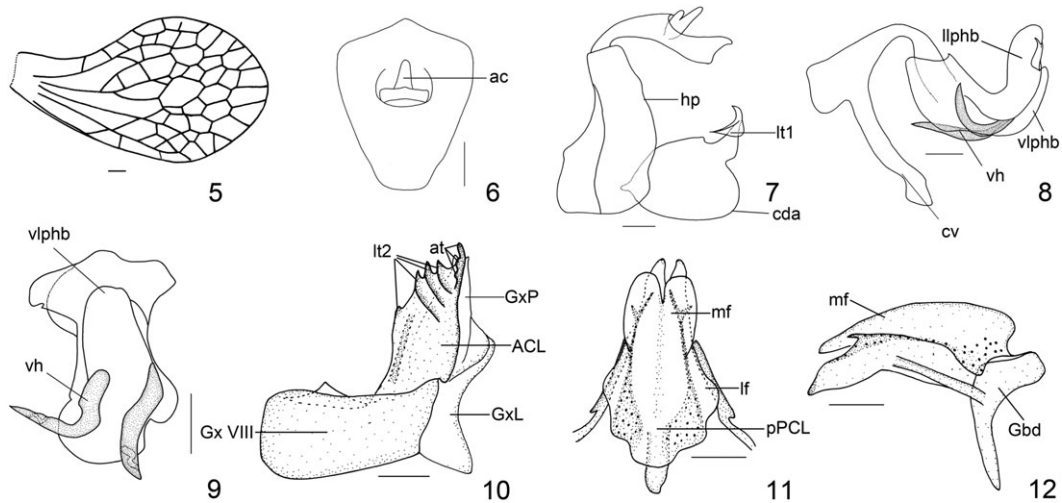 5
ac
6
hp
lt1
cda
7
llphb
vlphb
vh
cv
8
vlphb
vh
9
lt2
at
GxP
ACL
GxL
Gx VIII
10
mf
lf
pPCL
11
mf
Gbd
12